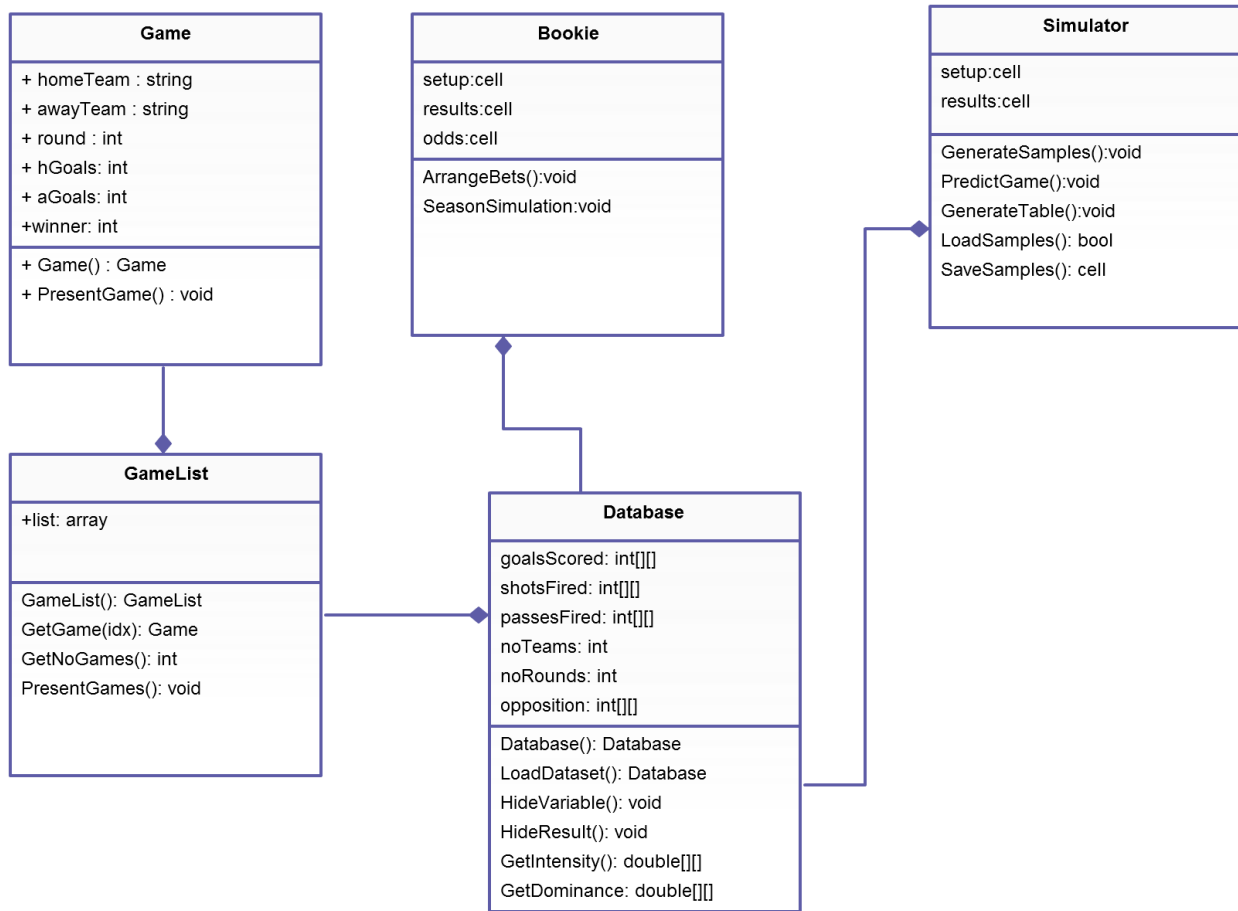 Game
+ homeTeam : string
+ awayTeam : string
+ round : int
+ hGoals: int
+ aGoals: int
+winner: int
+ Game() : Game
+ PresentGame() : void
Bookie
setup:cell
results:cell
odds:cell
ArrangeBets():void
SeasonSimulation:void
Simulator
setup:cell
results:cell
GenerateSamples():void
PredictGame():void
GenerateTable():void
LoadSamples(): bool
SaveSamples(): cell
GameList
+list: array
GameList(): GameList
GetGame(idx): Game
GetNoGames(): int
PresentGames(): void
Database
goalsScored: int[][]
shotsFired: int[][]
passesFired: int[][]
noTeams: int
noRounds: int
opposition: int[][]
Database(): Database
LoadDataset(): Database
HideVariable(): void
HideResult(): void
GetIntensity(): double[][]
GetDominance: double[][]